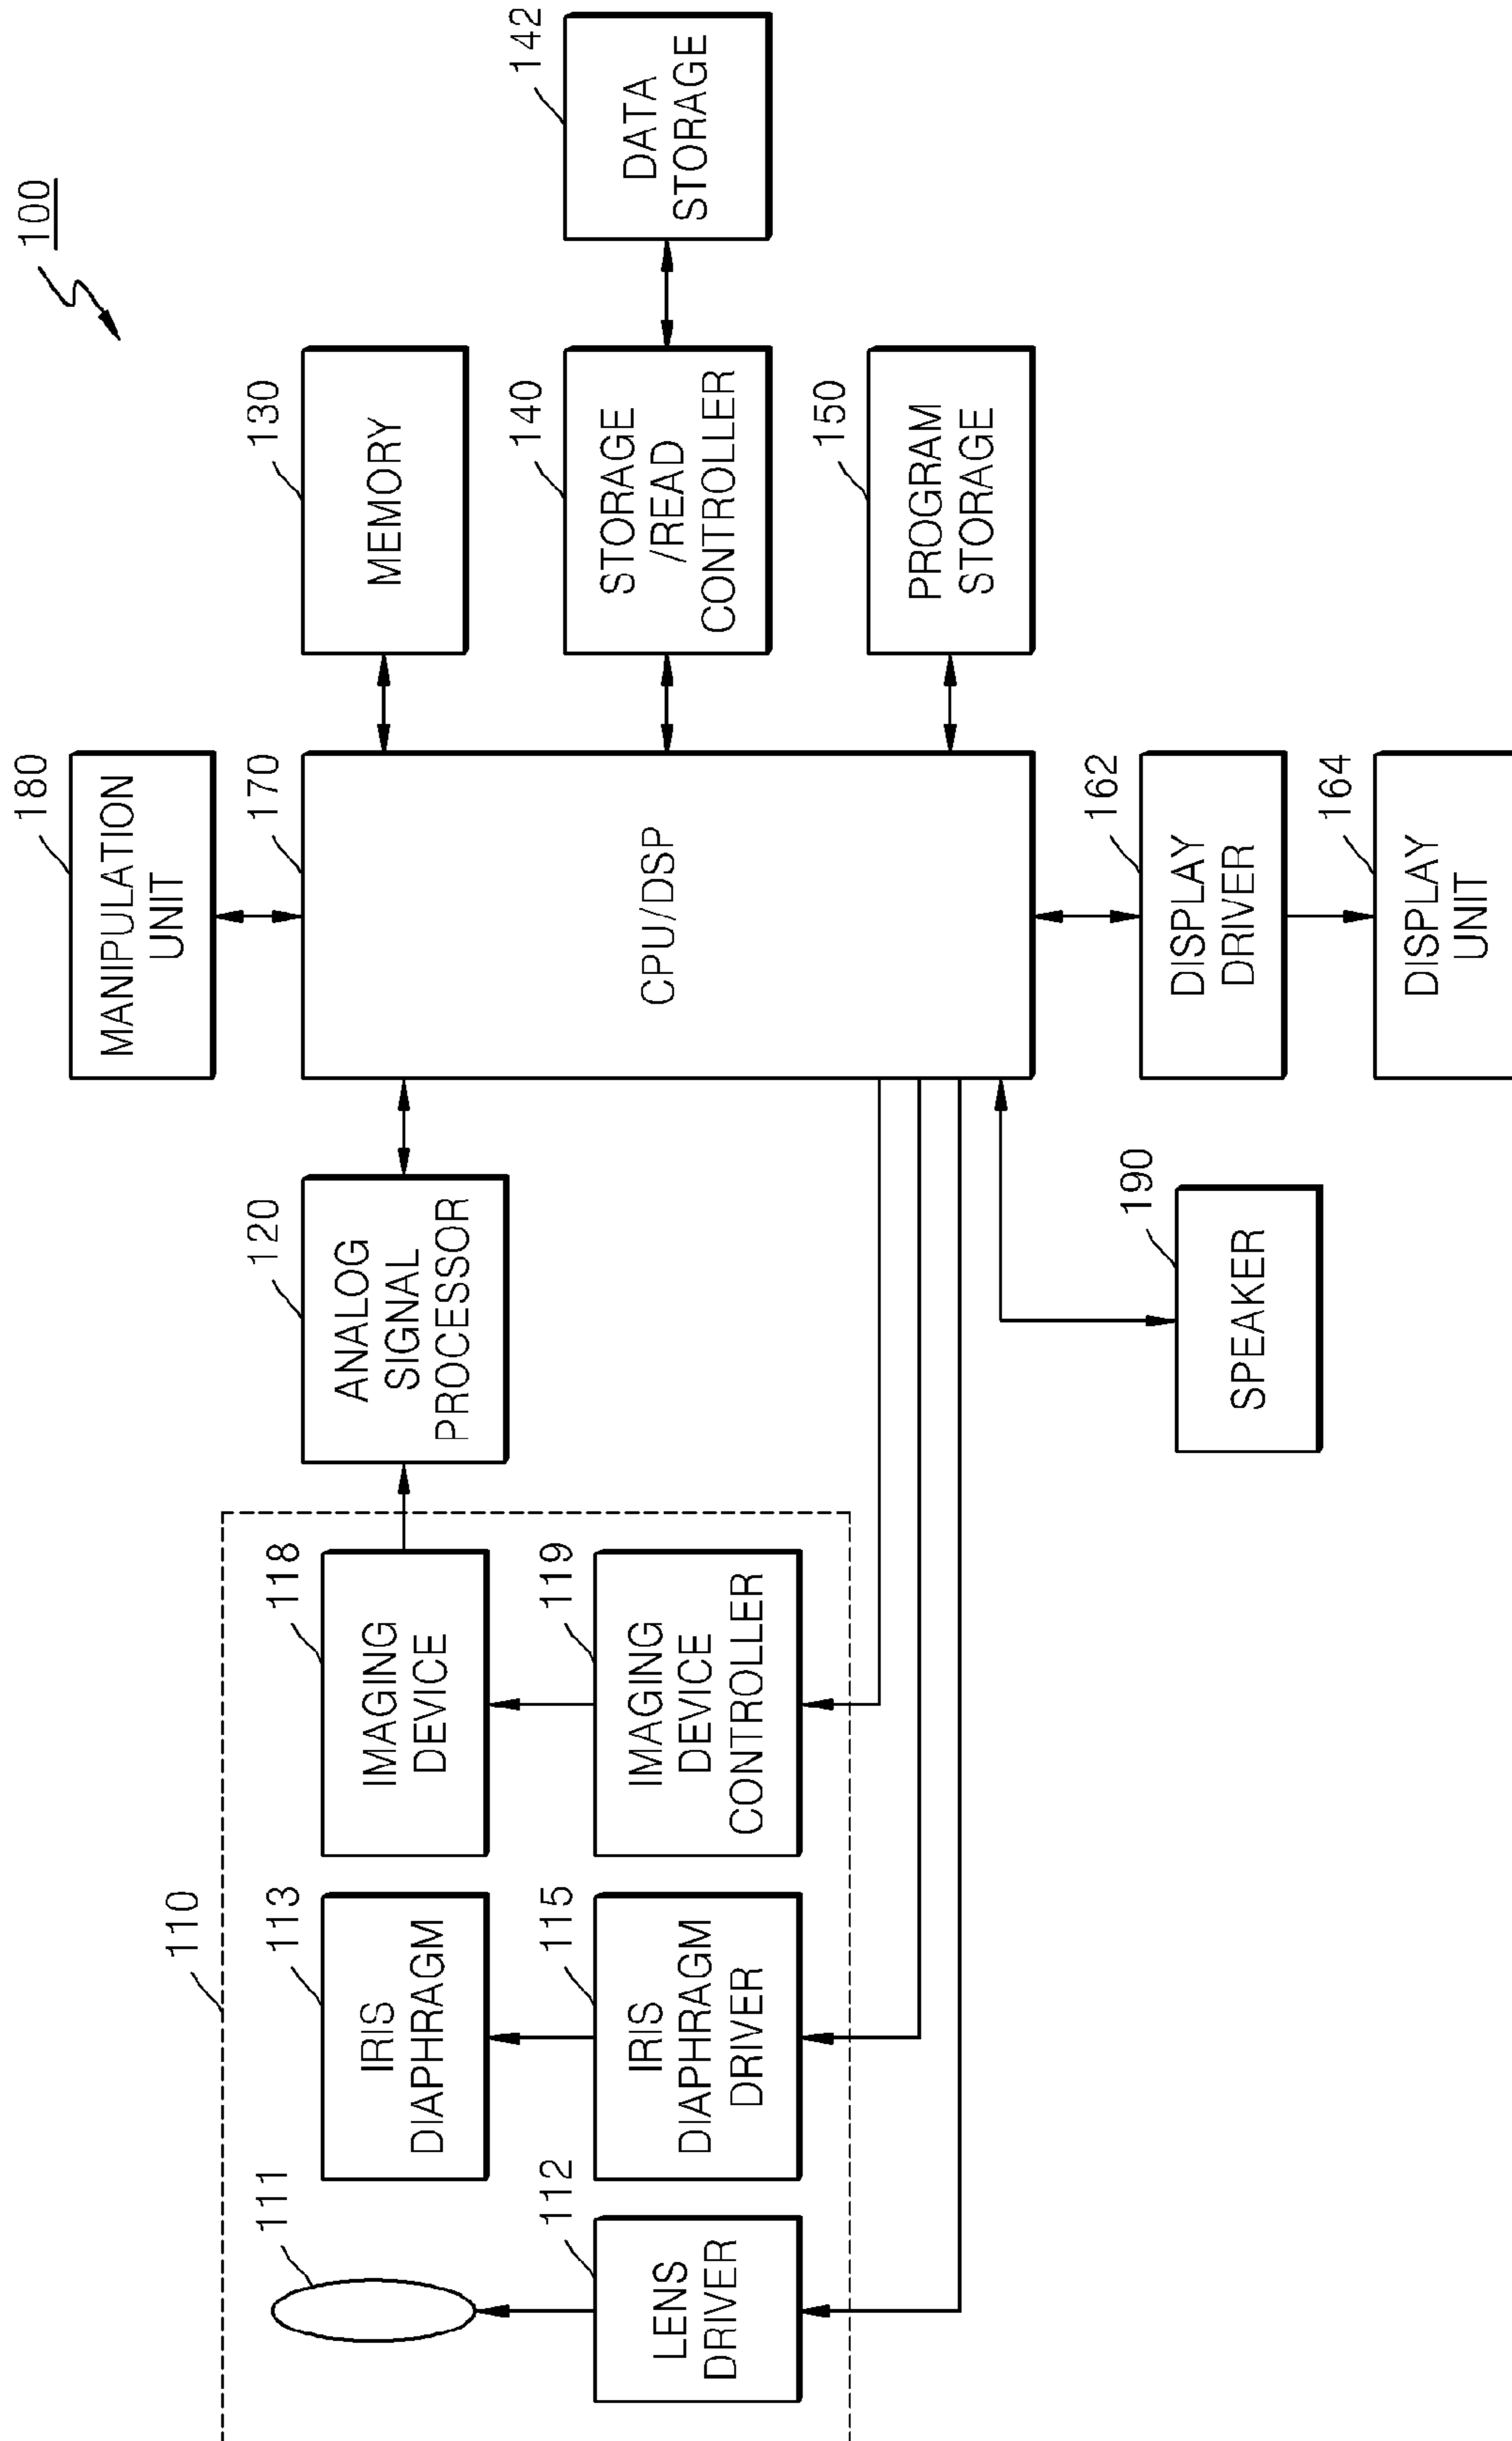 100
180
MANIPULATION
UNIT
110
111
113
IRIS
DIAPHRAGM
118
IMAGING
DEVICE
120
ANALOG
SIGNAL
PROCESSOR
170
CPU/DSP
130
MEMORY
112
LENS
DRIVER
115
IRIS
DIAPHRAGM
DRIVER
119
IMAGING
DEVICE
CONTROLLER
140
STORAGE
/READ
CONTROLLER
142
DATA
STORAGE
150
PROGRAM
STORAGE
190
SPEAKER
162
DISPLAY
DRIVER
164
DISPLAY
UNIT